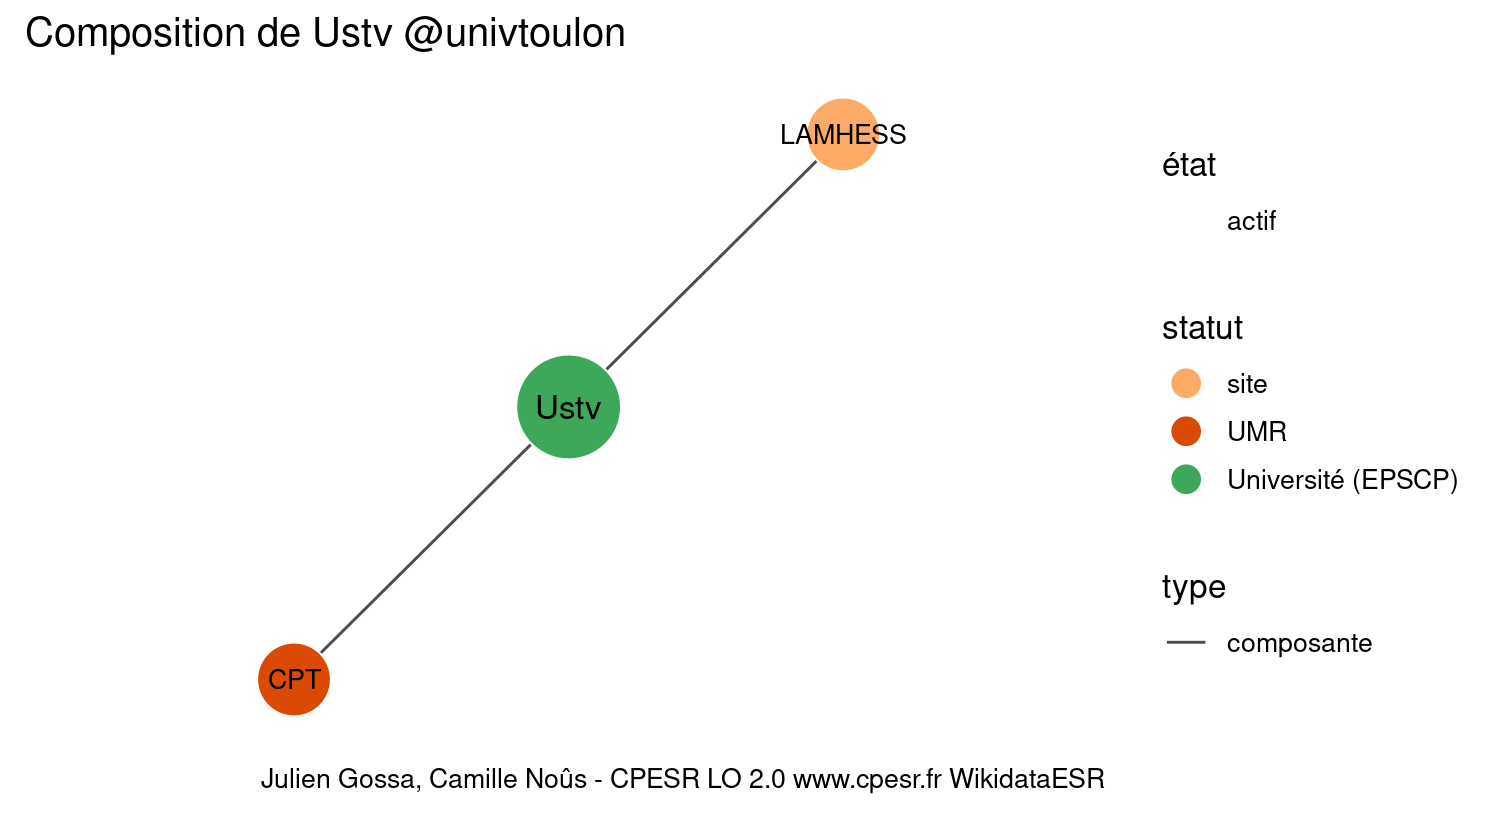 Composition de Ustv @univtoulon
LAMHESS
Ustv
CPT
état
actif
statut
site
UMR
Université (EPSCP)
type
composante
Julien Gossa, Camille Noûs - CPESR LO 2.0 www.cpesr.fr WikidataESR